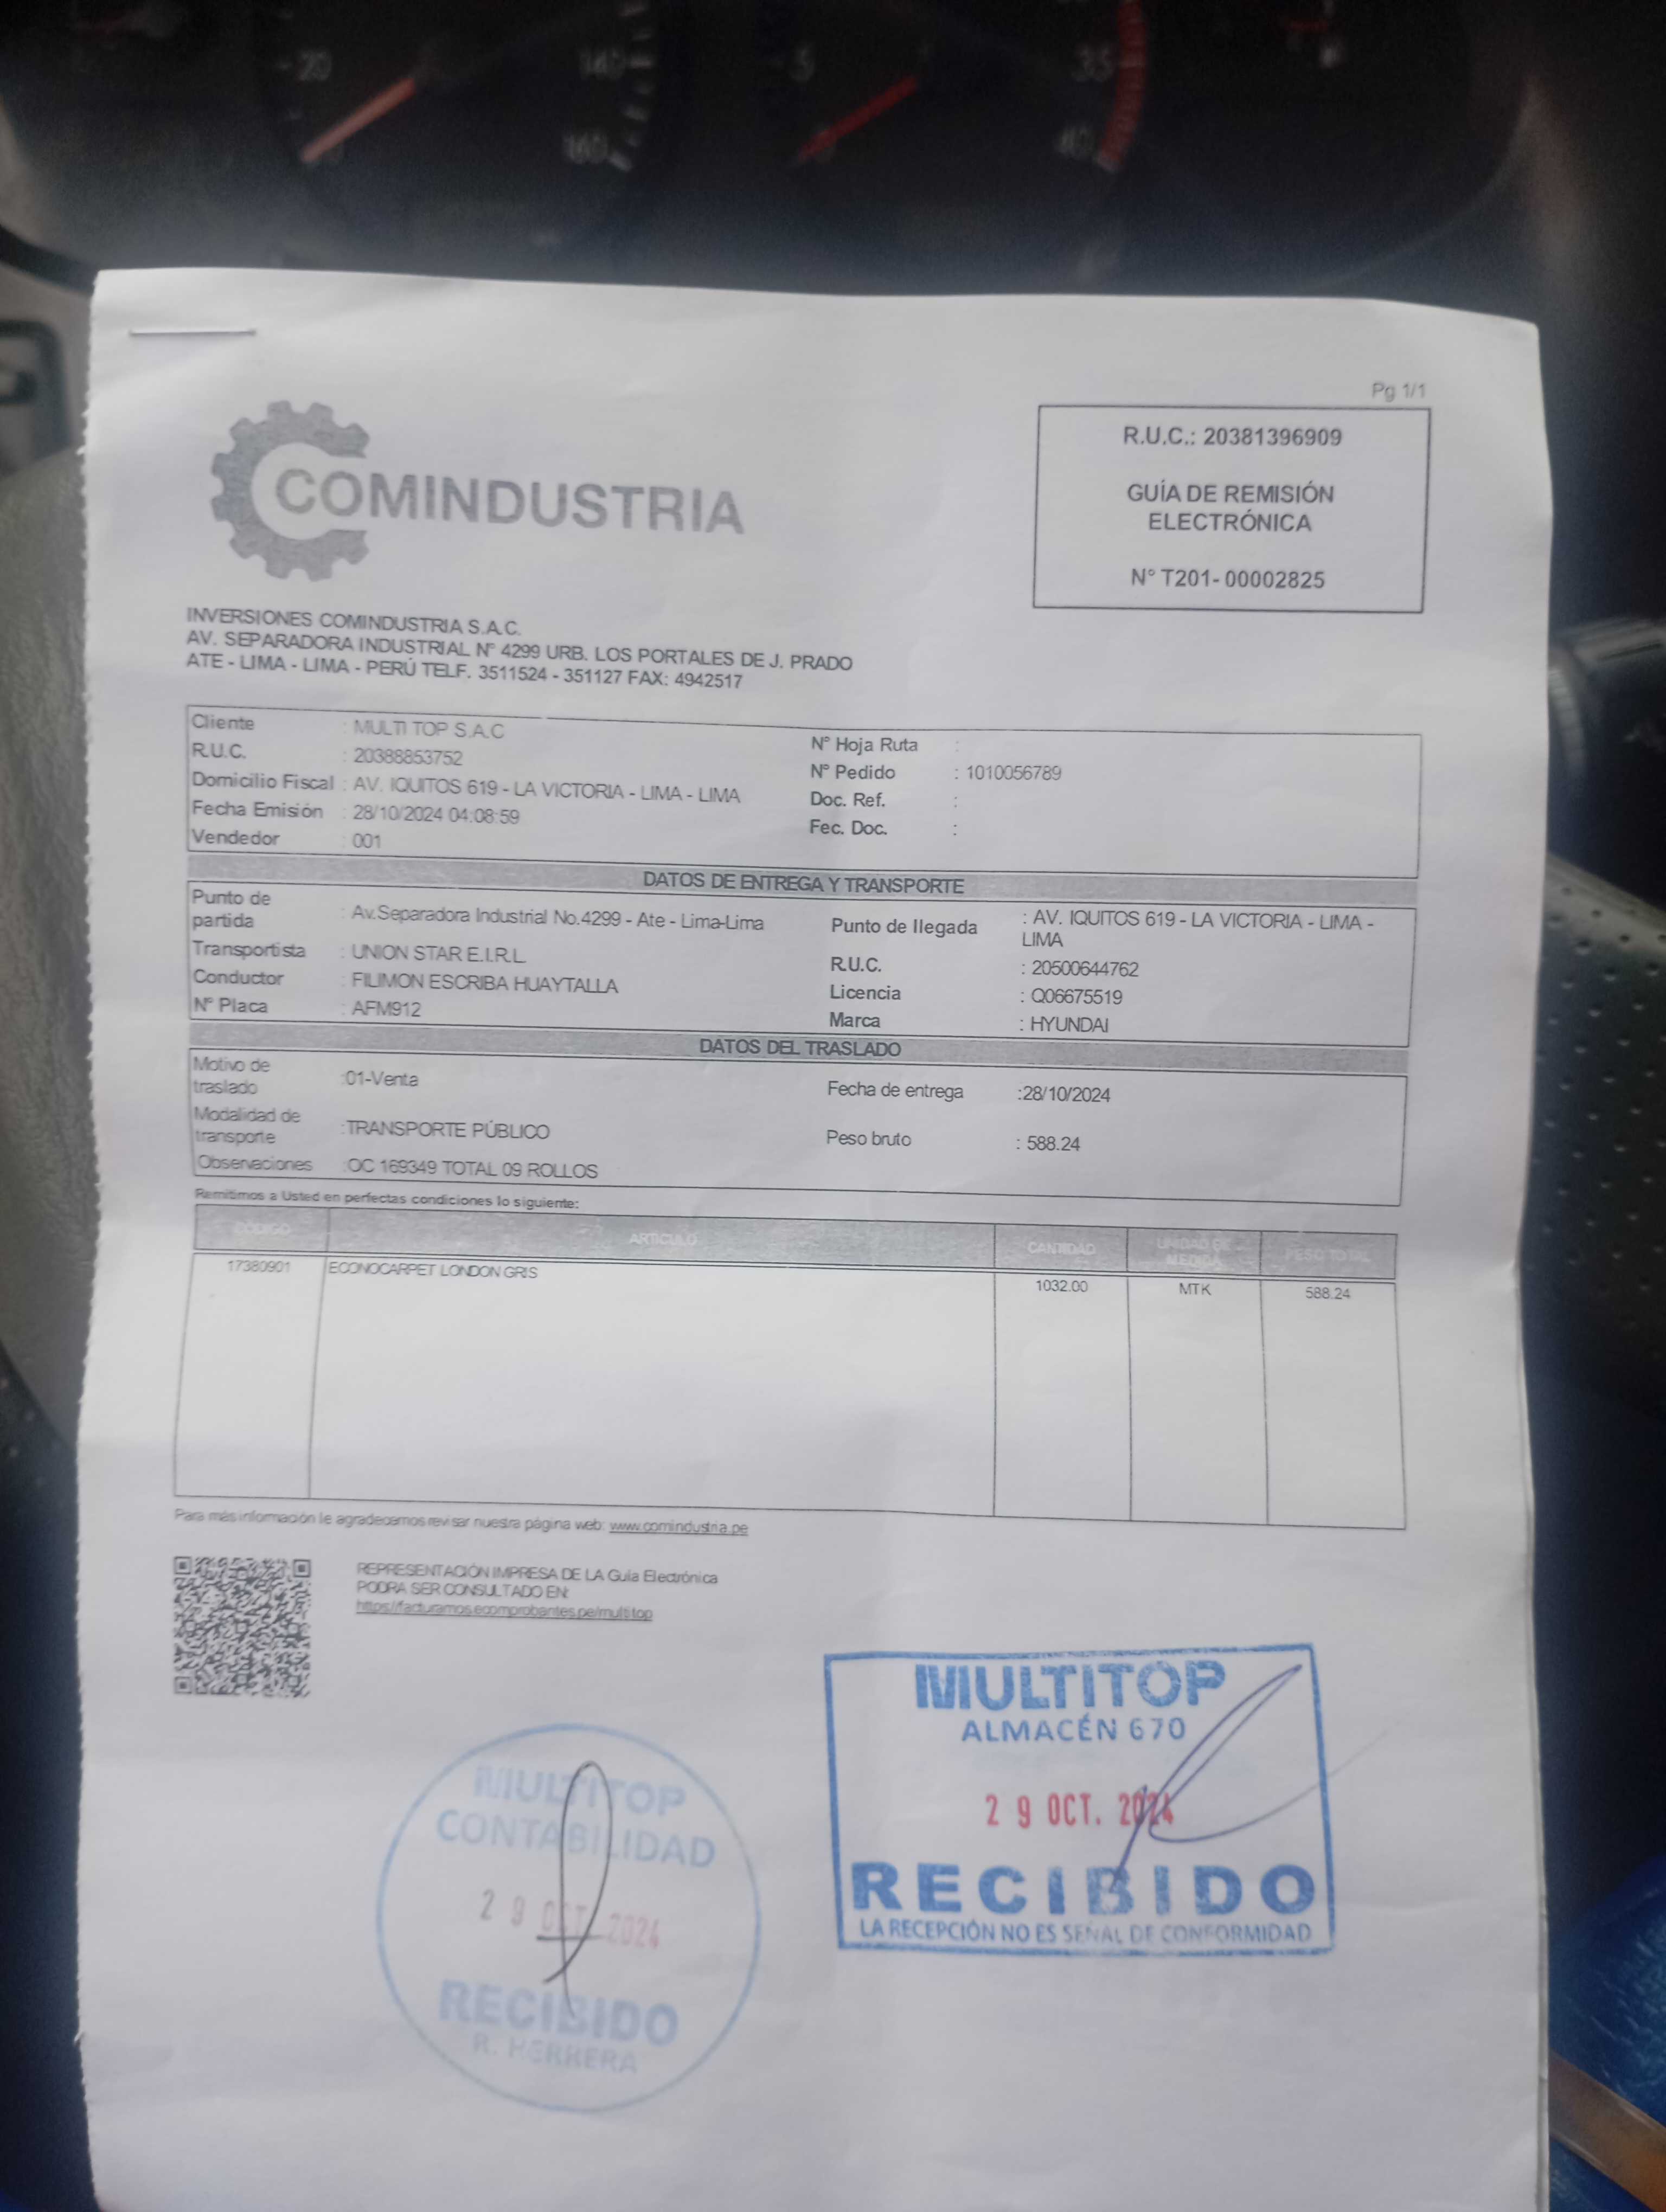 20
140
160
5
35
40
Pg 1/1
COMINDUSTRIA
R.U.C.: 20381396909
GUÍA DE REMISIÓN
ELECTRÓNICA
N° T201- 00002825
INVERSIONES COMINDUSTRIA S.A.C.
AV. SEPARADORA INDUSTRIAL N° 4299 URB. LOS PORTALES DE J. PRADO
ATE - LIMA - LIMA - PERÚ TELF. 3511524 - 351127 FAX: 4942517
Cliente : MULTI TOP S.A.C
R.U.C. : 20388853752
Domicilio Fiscal : AV. IQUITOS 619 - LA VICTORIA - LIMA - LIMA
Fecha Emisión : 28/10/2024 04:08:59
Vendedor : 001
N° Hoja Ruta :
N° Pedido : 1010056789
Doc. Ref. :
Fec. Doc. :
DATOS DE ENTREGA Y TRANSPORTE
Punto de
partida : Av.Separadora Industrial No.4299 - Ate - Lima-Lima
Transportista : UNION STAR E.I.R.L
Conductor : FILIMON ESCRIBA HUAYTALLA
N° Placa : AFM912
Punto de llegada : AV. IQUITOS 619 - LA VICTORIA - LIMA -
LIMA
R.U.C. : 20500644762
Licencia : Q06675519
Marca : HYUNDAI
DATOS DEL TRASLADO
Motivo de
traslado :01-Venta
Modalidad de
transporte :TRANSPORTE PÚBLICO
Observaciones :OC 169349 TOTAL 09 ROLLOS
Fecha de entrega :28/10/2024
Peso bruto : 588.24
Remitimos a Usted en perfectas condiciones lo siguiente:
CÓDIGO ARTICULO CANTIDAD UNIDAD DE MEDIDA PESO TOTAL
17380901 ECONOCARPET LONDON GRIS 1032.00 MTK 588.24
Para más información le agradecemos revisar nuestra página web: www.comindustria.pe
REPRESENTACIÓN IMPRESA DE LA Guía Electrónica
PODRA SER CONSULTADO EN:
https://facturamos.ecomprobantes.pe/multitop
MULTITOP
ALMACÉN 670
29 OCT. 2024
RECIBIDO
LA RECEPCIÓN NO ES SEÑAL DE CONFORMIDAD
MULTITOP
CONTABILIDAD
29 OCT. 2024
RECIBIDO
R. HERRERA